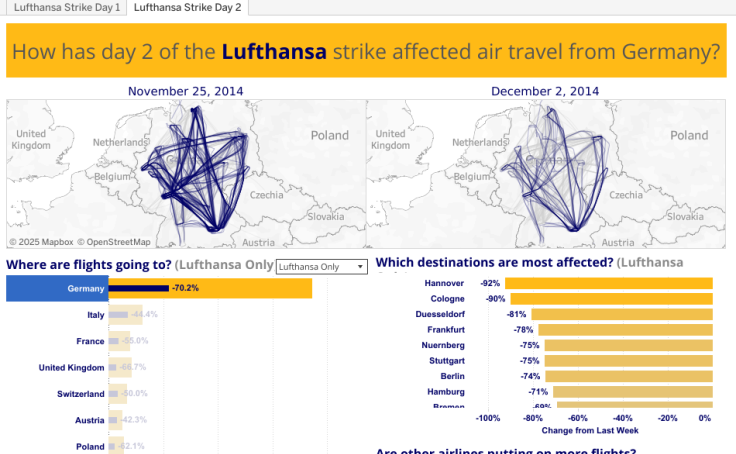 Lufthansa Strike Day 1
Lufthansa Strike Day 2
How has day 2 of the Lufthansa strike affected air travel from Germany?
November 25, 2014
December 2, 2014
United Kingdom
Netherlands
Belgium
Poland
Czechia
Slovakia
Austria
© 2025 Mapbox © OpenStreetMap
United Kingdom
Netherlands
Belgium
Poland
Czechia
Slovakia
Austria
Where are flights going to? (Lufthansa Only
Lufthansa Only
Germany -70.2%
Italy -44.4%
France -55.0%
United Kingdom -66.7%
Switzerland -50.0%
Austria -42.3%
Poland -62.1%
Which destinations are most affected? (Lufthansa
Hannover -92%
Cologne -90%
Duesseldorf -81%
Frankfurt -78%
Nuernberg -75%
Stuttgart -75%
Berlin -74%
Hamburg -71%
Bremen -69%
-100% -80% -60% -40% -20% 0%
Change from Last Week
Are other airlines putting on more flights?